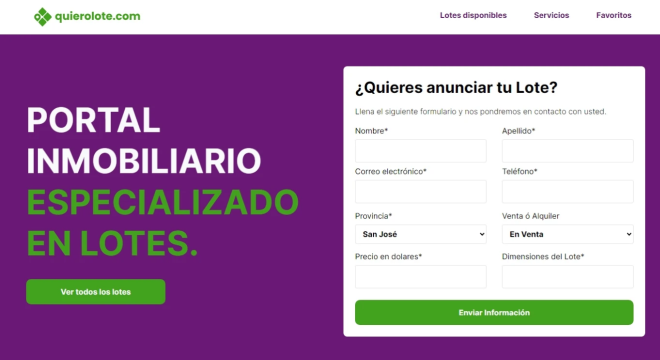 quierolote.com
Lotes disponibles Servicios Favoritos
PORTAL
INMOBILIARIO
ESPECIALIZADO
EN LOTES.
Ver todos los lotes
¿Quieres anunciar tu Lote?
Llena el siguiente formulario y nos pondremos en contacto con usted.
Nombre* Apellido*
Correo electrónico* Teléfono*
Provincia* Venta ó Alquiler
San José En Venta
Precio en dolares* Dimensiones del Lote*
Enviar Información